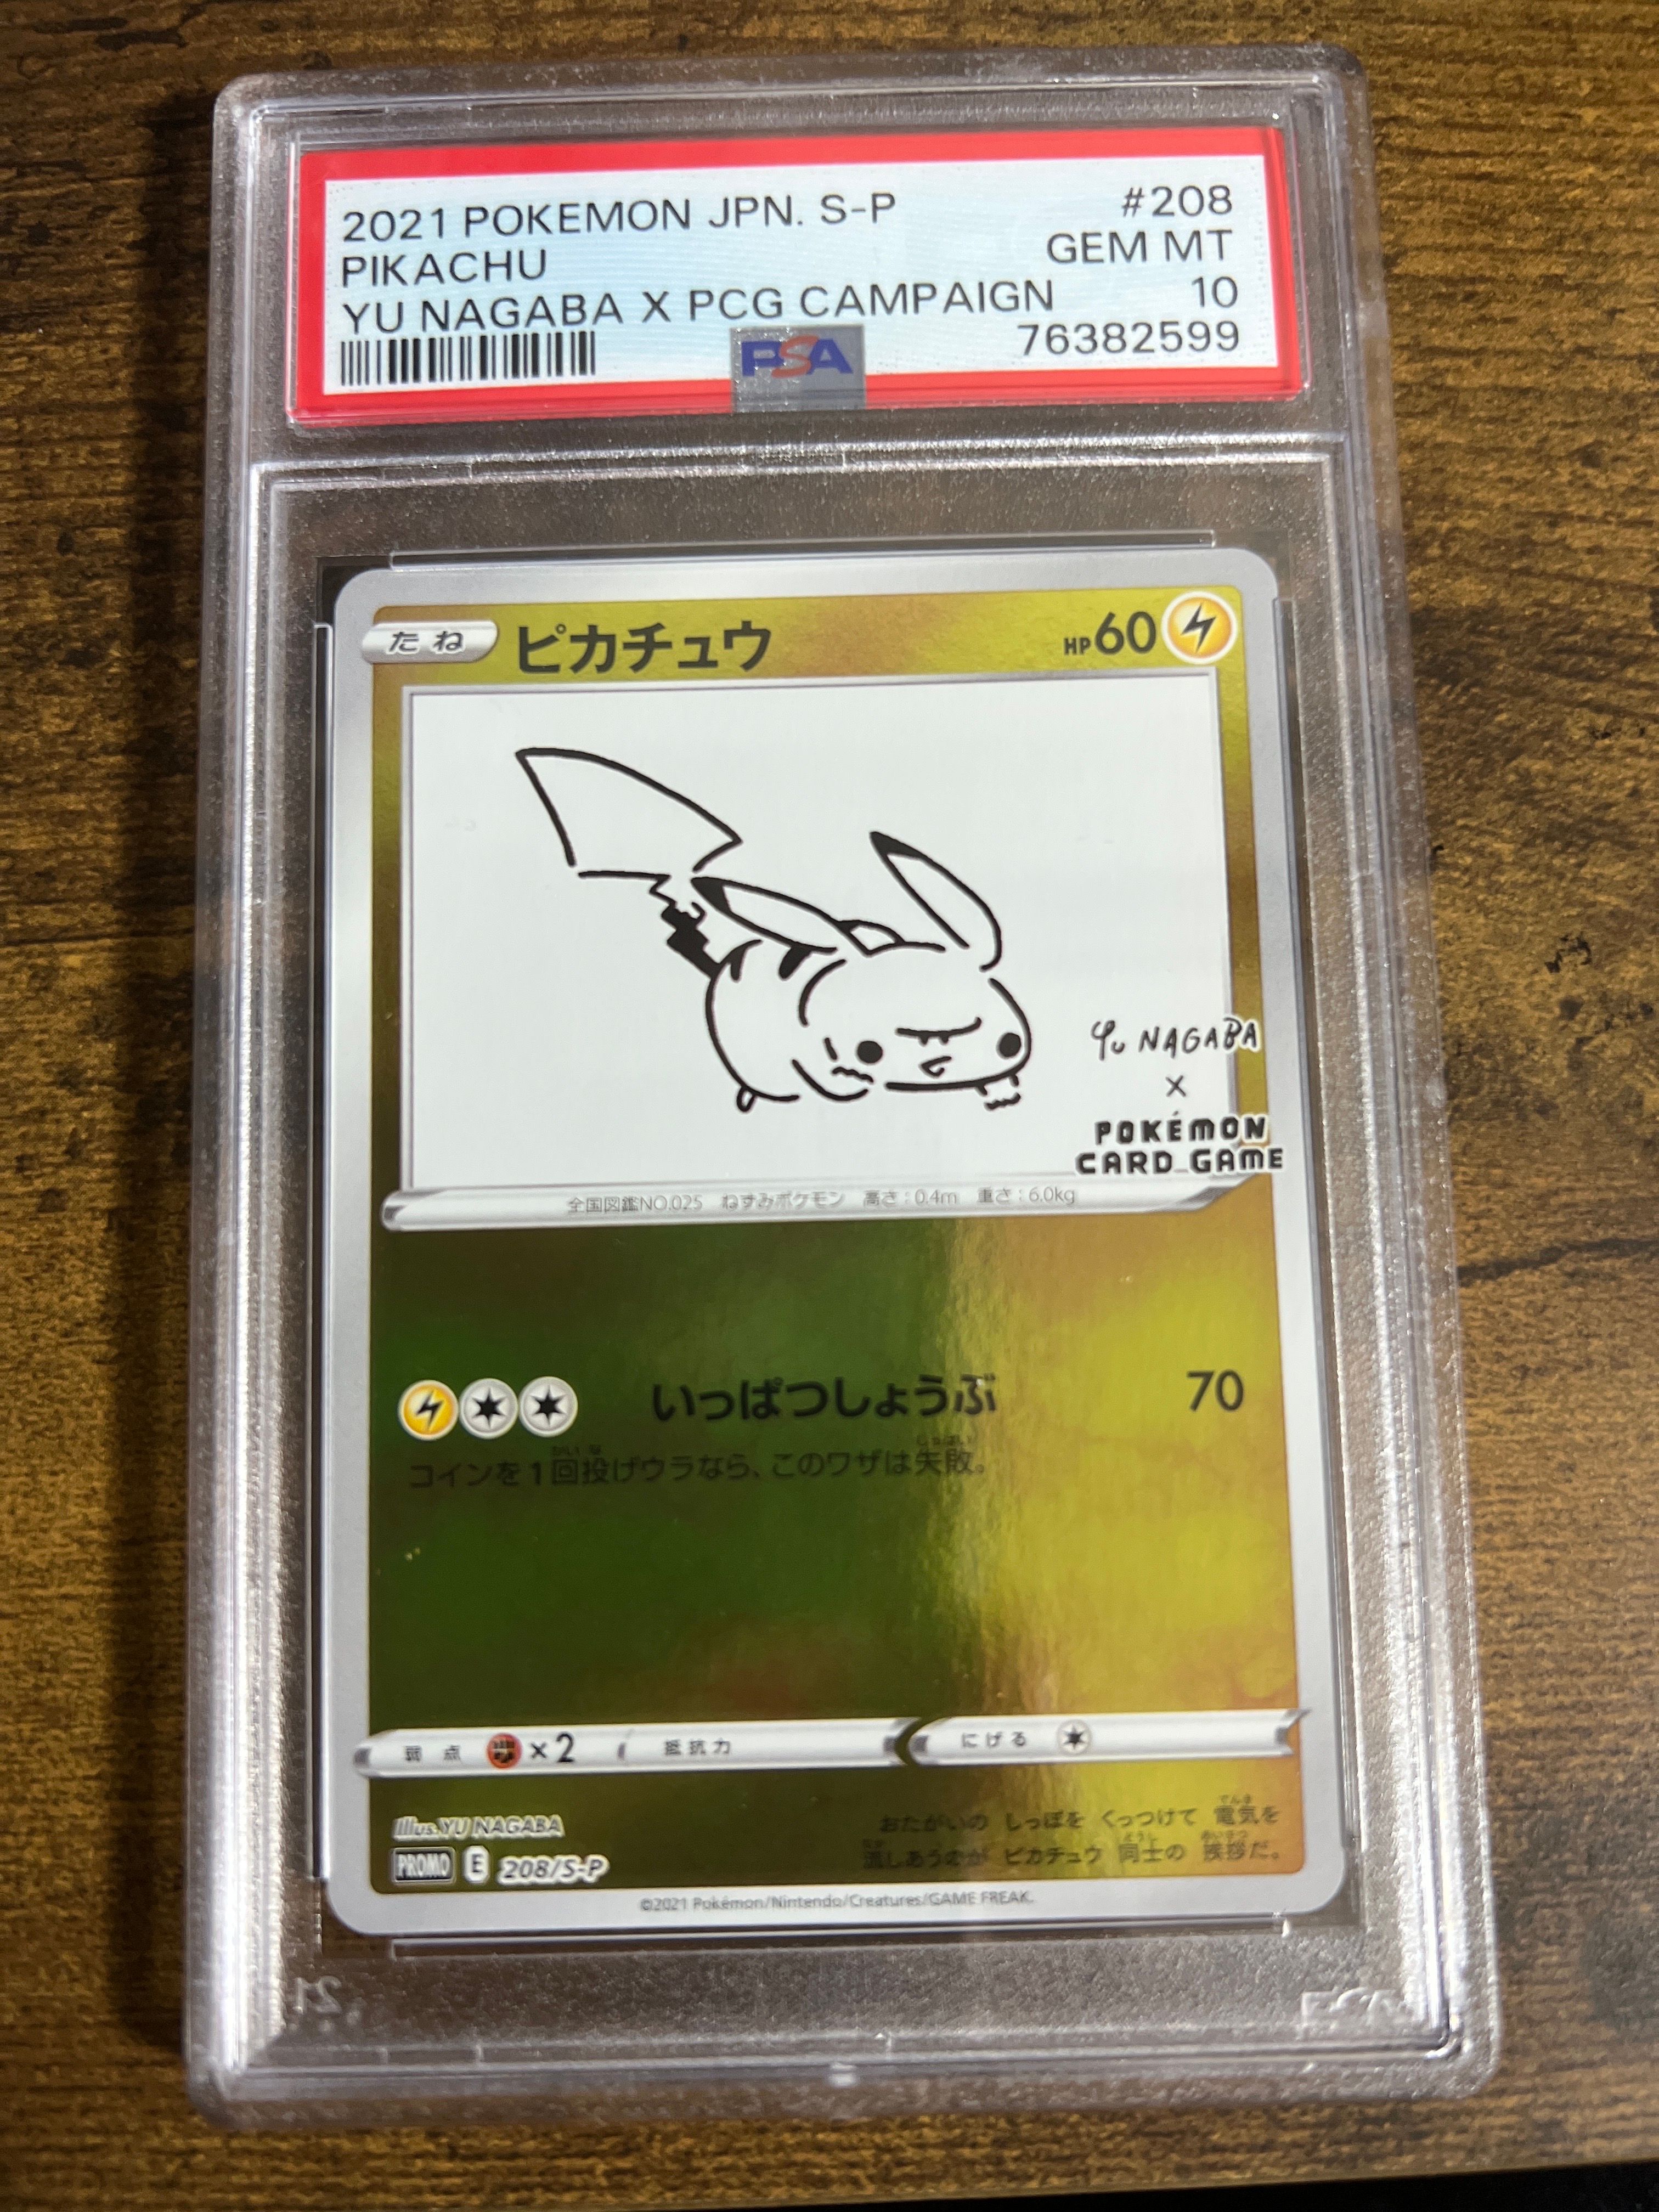 2021 POKEMON JPN. S-P #208
PIKACHU GEM MT
YU NAGABA X PCG CAMPAIGN 10
PSA 76382599
たね ピカチュウ HP60
YU NAGABA
X
POKÉMON
CARD GAME
全国図鑑NO.025 ねずみポケモン 高さ:0.4m 重さ:6.0kg
いっぱつしょうぶ 70
コインを1回投げウラなら、このワザは失敗。
弱点 ×2 抵抗力 にげる
Illus. YU NAGABA
おたがいの しっぽを くっつけて 電気を
流しあうのが ピカチュウ 同士の 挨拶だ。
PROMO E 208/S-P
©2021 Pokémon/Nintendo/Creatures/GAME FREAK.